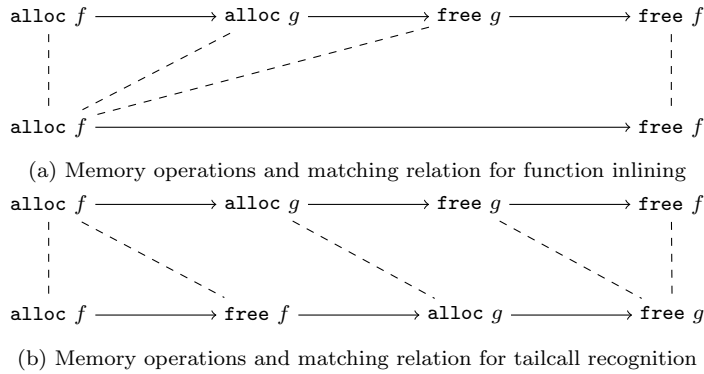 alloc f alloc g free g free f
alloc f free f
(a) Memory operations and matching relation for function inlining
alloc f alloc g free g free f
alloc f free f alloc g free g
(b) Memory operations and matching relation for tailcall recognition